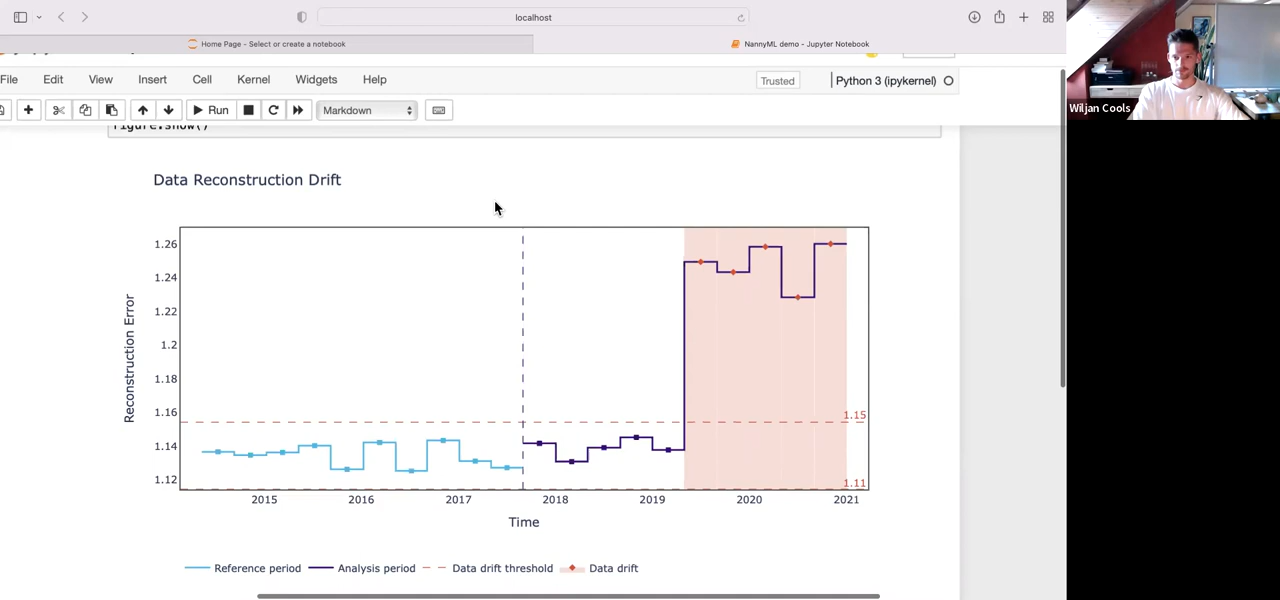 localhost
Home Page - Select or create a notebook
NannyML demo - Jupyter Notebook
File Edit View Insert Cell Kernel Widgets Help
Trusted
Python 3 (ipykernel)
Run
Markdown
figure.show()
Wiljan Cools
Data Reconstruction Drift
Reconstruction Error
1.26
1.24
1.22
1.2
1.18
1.16
1.14
1.12
1.15
1.11
2015 2016 2017 2018 2019 2020 2021
Time
Reference period Analysis period Data drift threshold Data drift